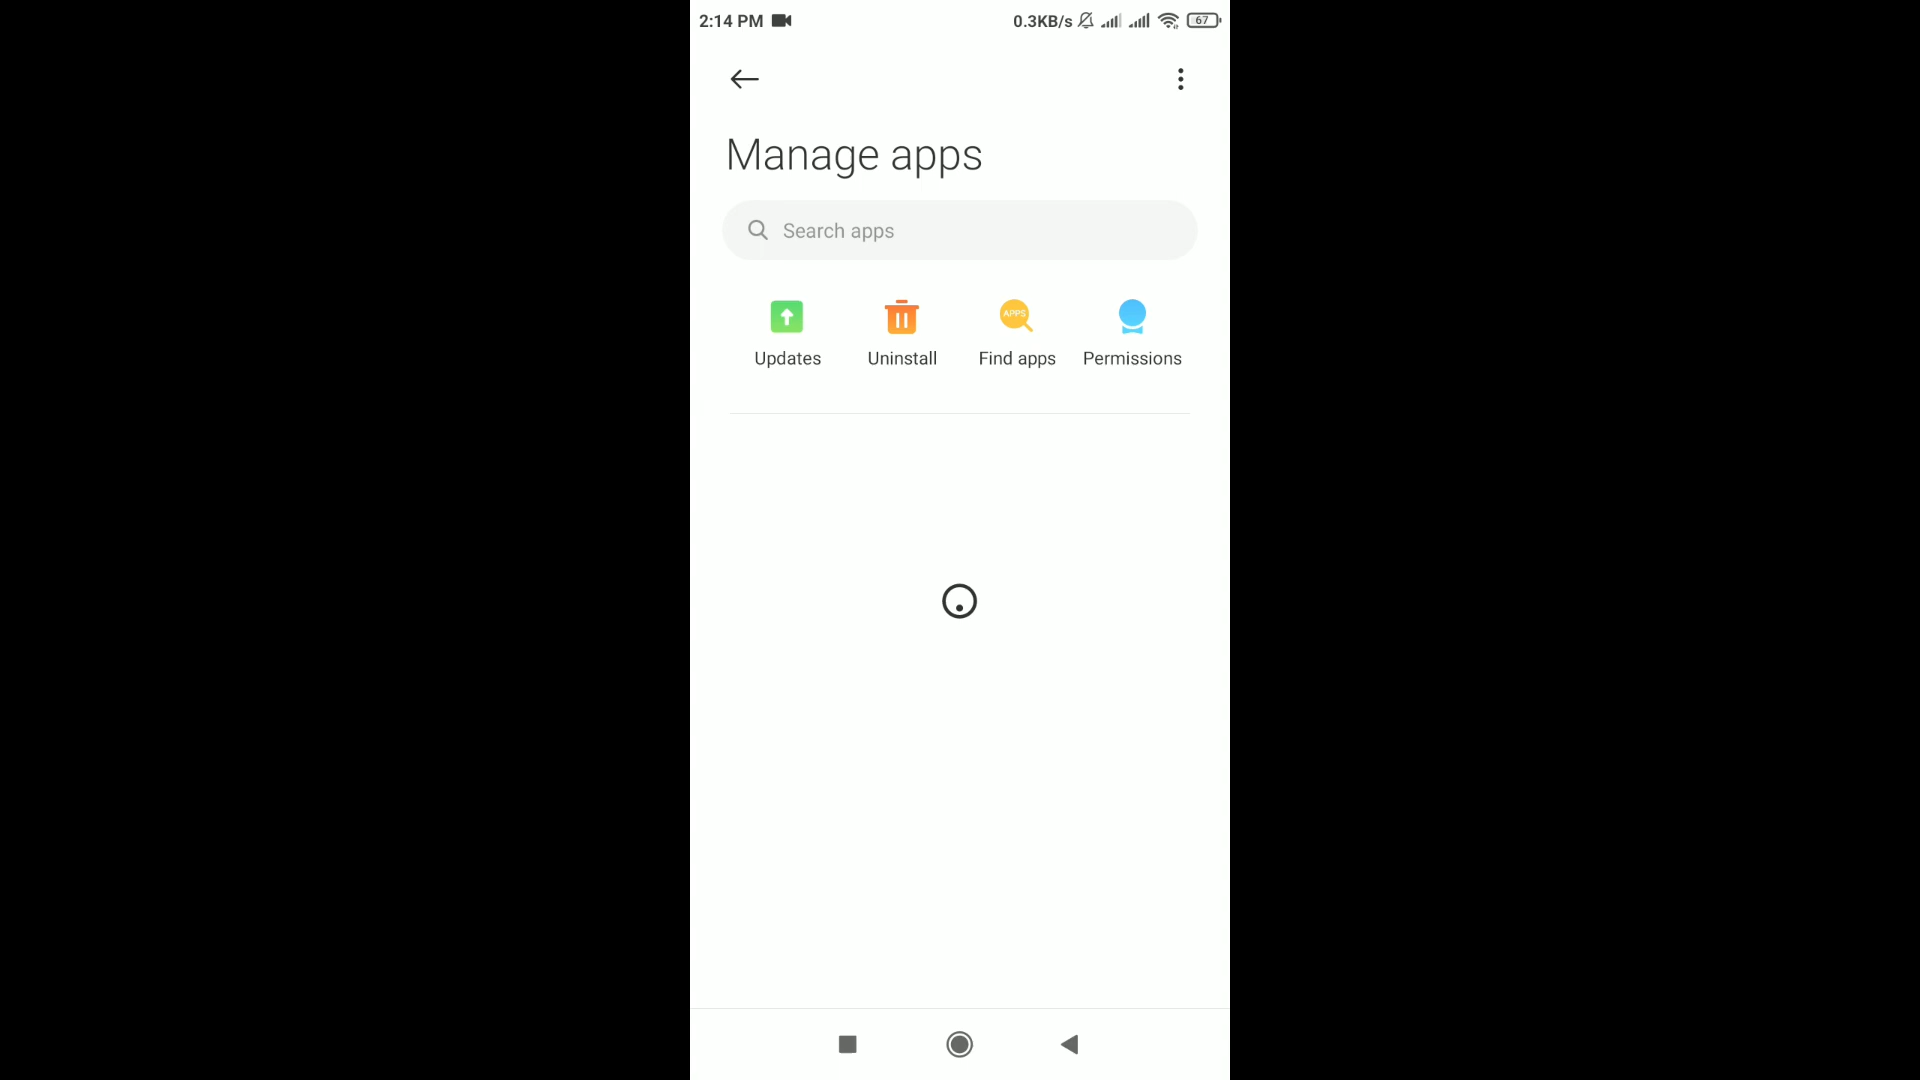 2:14 PM 0.3KB/s 67
Manage apps
Search apps
APPS
Updates Uninstall Find apps Permissions